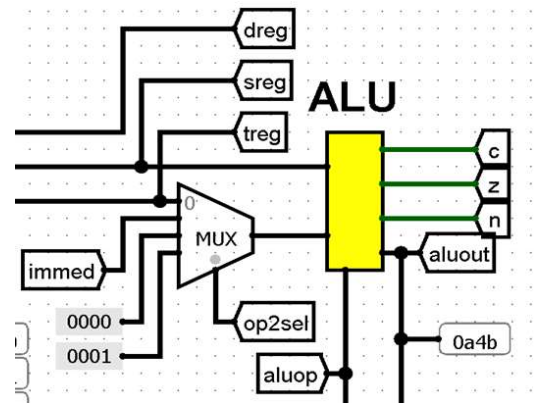 dreg
sreg
ALU
treg
c
z
n
0
MUX
aluout
immed
0000
op2sel
0a4b
0001
aluop